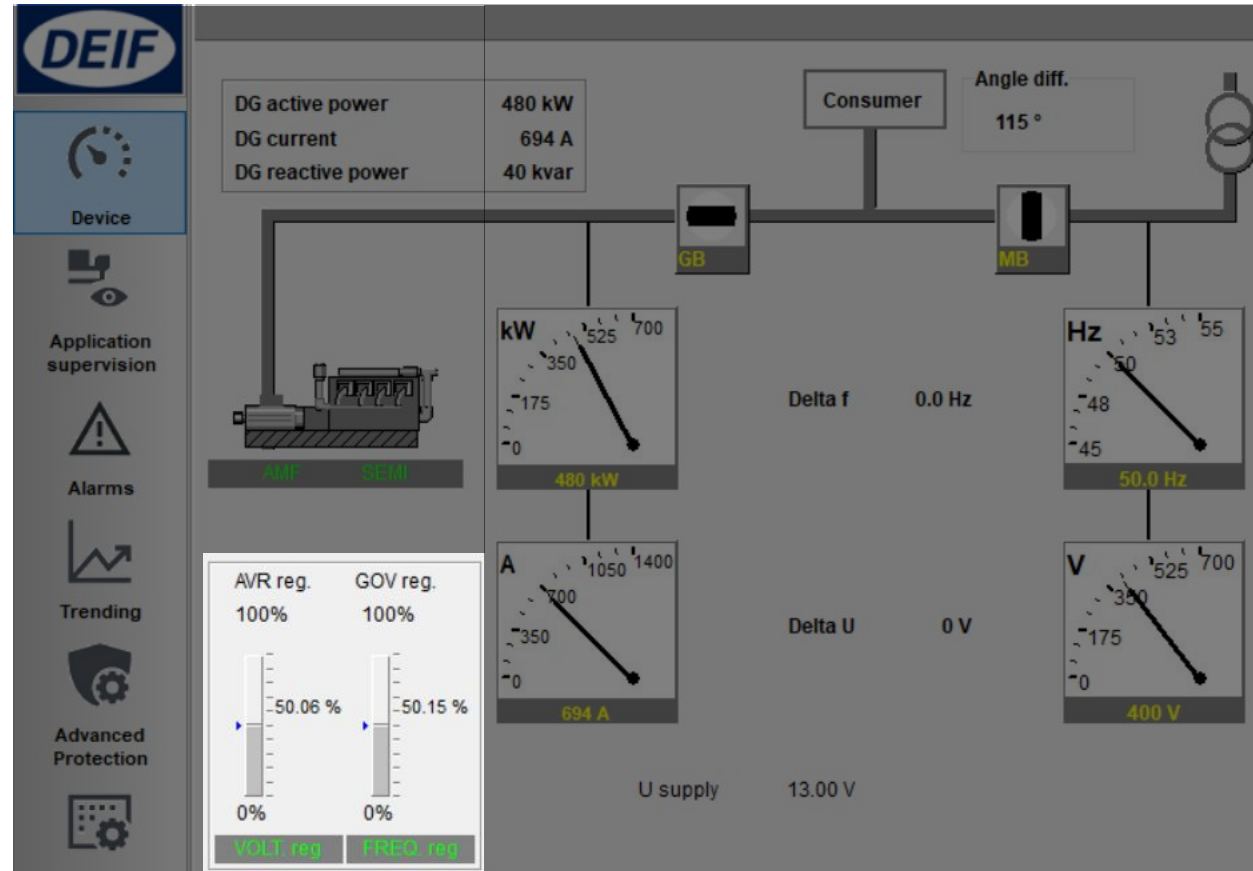 DEIF
Device
Application
supervision
Alarms
Trending
Advanced
Protection
DG active power 480 kW
DG current 694 A
DG reactive power 40 kvar
Consumer
Angle diff.
115 °
GB
MB
AMF SEMI
kW
0
175
350
525
700
480 kW
Delta f 0.0 Hz
Hz
45
48
50
53
55
50.0 Hz
AVR reg. GOV reg.
100% 100%
50.06 % 50.15 %
0% 0%
VOLT. reg FREQ. reg
A
0
350
700
1050
1400
694 A
Delta U 0 V
V
0
175
350
525
700
400 V
U supply 13.00 V